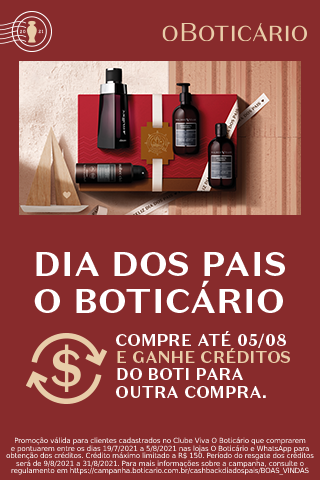 20 21
OBOTICÁRIO
DIA DOS PAIS
O BOTICÁRIO
COMPRE ATÉ 05/08
E GANHE CRÉDITOS
DO BOTI PARA
OUTRA COMPRA.
$
Promoção válida para clientes cadastrados no Clube Viva O Boticário que comprarem
e pontuarem entre os dias 19/7/2021 a 5/8/2021 nas lojas O Boticário e WhatsApp para
obtenção dos créditos. Crédito máximo limitado a R$ 150. Período do resgate dos créditos
será de 9/8/2021 a 31/8/2021. Para mais informações sobre a campanha, consulte o
regulamento em https://campanha.boticario.com.br/cashbackdiadospais/BOAS_VINDAS